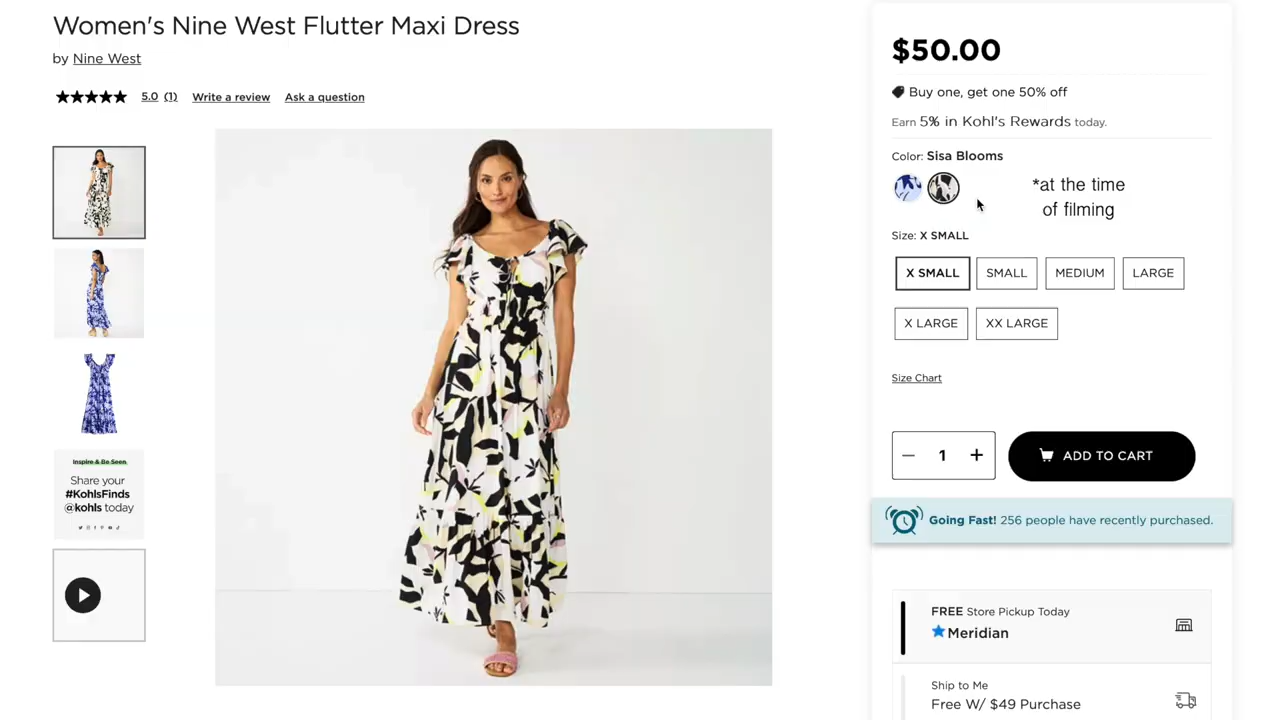 Women's Nine West Flutter Maxi Dress
by Nine West
5.0 (1) Write a review Ask a question
Inspire & Be Seen
Share your
#KohlsFinds
@kohls today
$50.00
Buy one, get one 50% off
Earn 5% in Kohl's Rewards today.
Color: Sisa Blooms
*at the time
of filming
Size: X SMALL
X SMALL SMALL MEDIUM LARGE
X LARGE XX LARGE
Size Chart
1 ADD TO CART
Going Fast! 256 people have recently purchased.
FREE Store Pickup Today
Meridian
Ship to Me
Free W/ $49 Purchase